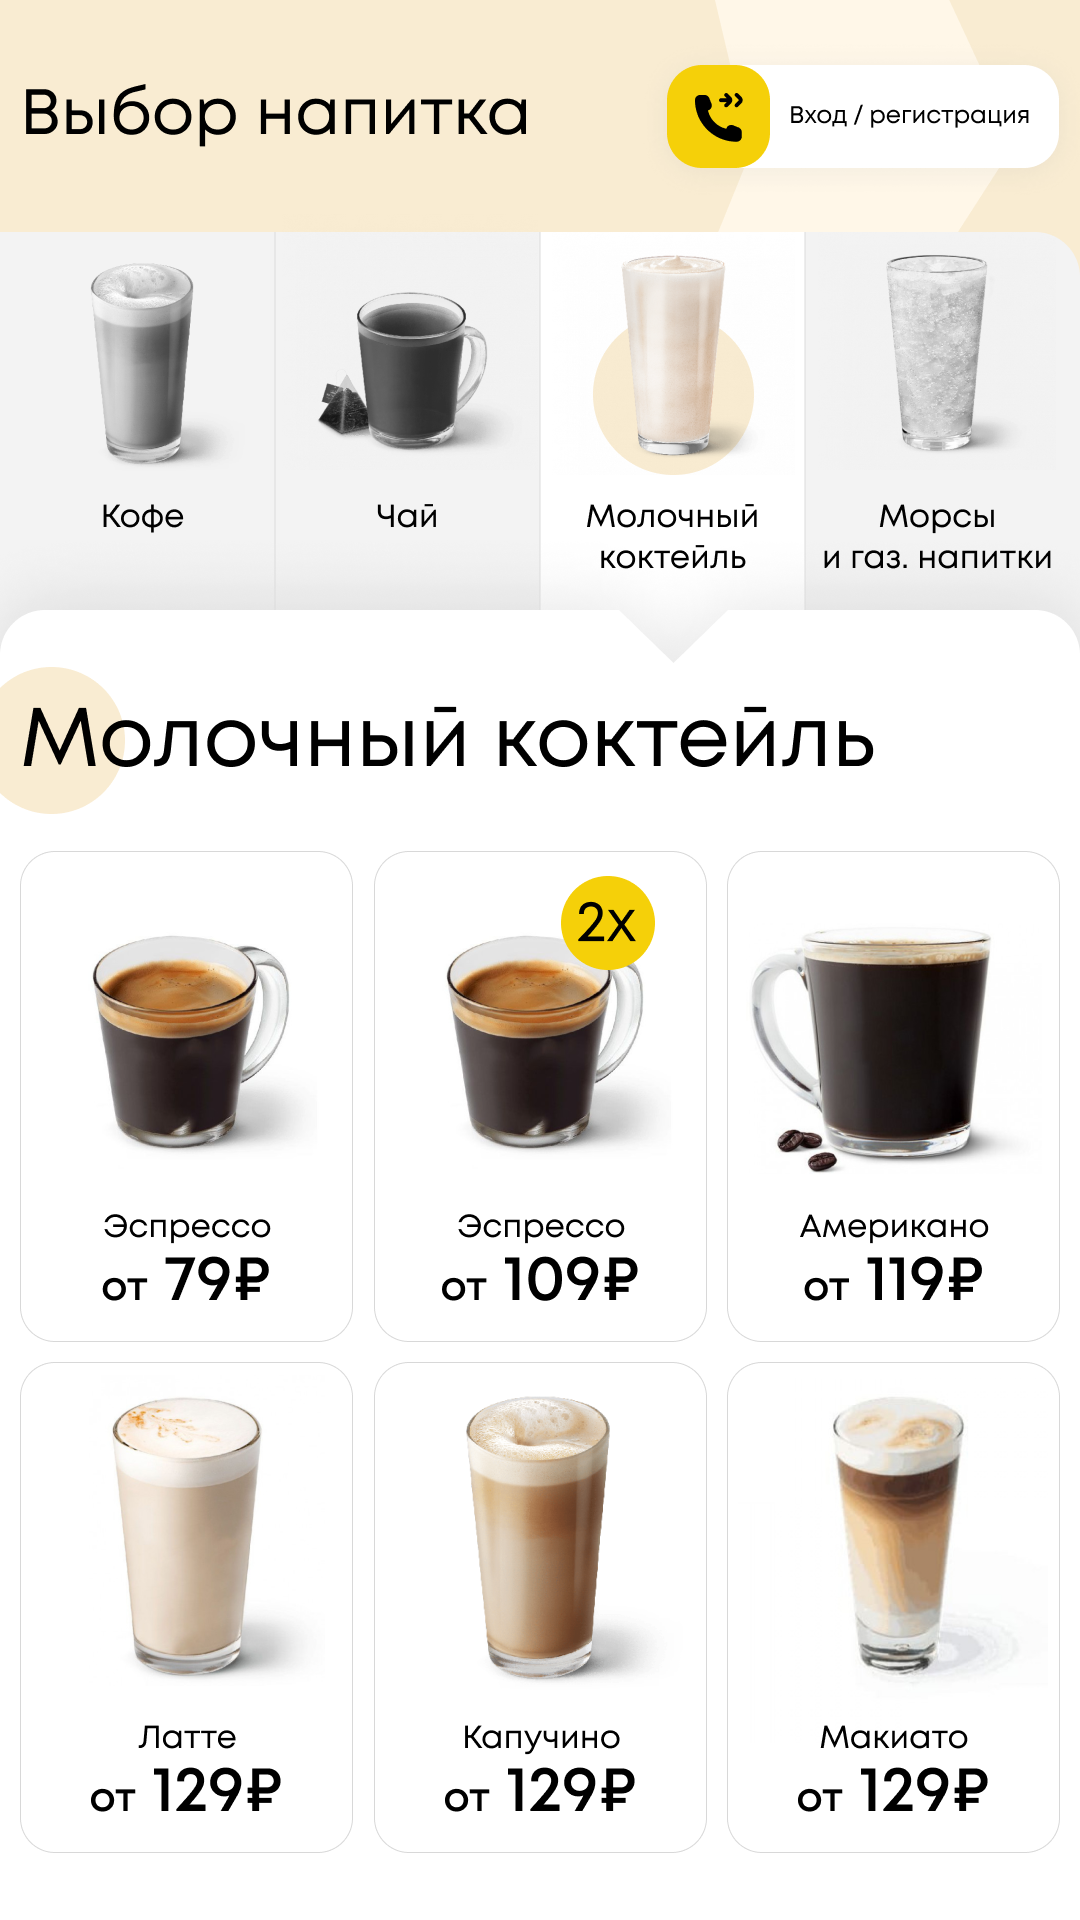 Выбор напитка
Вход / регистрация
Кофе
Чай
Молочный
коктейль
Морсы
и газ. напитки
Молочный коктейль
2X
Эспрессо
от 79₽
Эспрессо
от 109₽
Американо
от 119₽
Латте
от 129₽
Капучино
от 129₽
Макиато
от 129₽